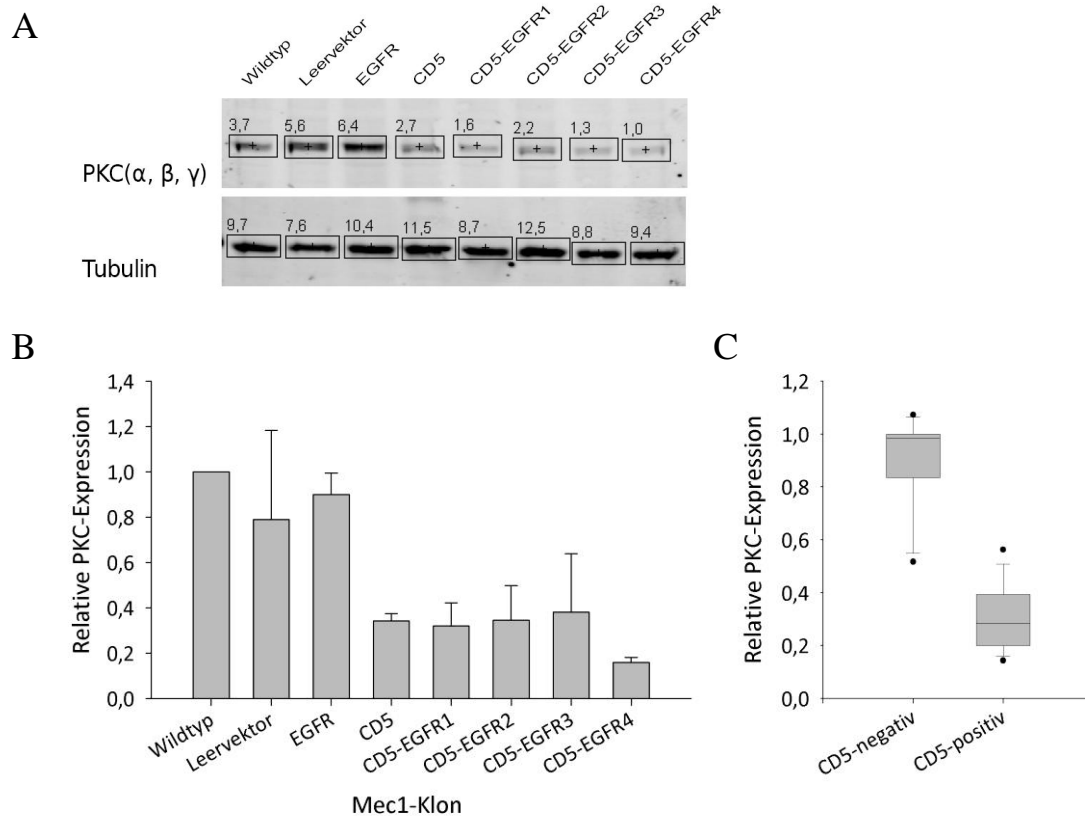 A
Wildtyp Leervektor EGFR CD5 CD5-EGFR1 CD5-EGFR2 CD5-EGFR3 CD5-EGFR4
3,7 5,6 6,4 2,7 1,6 2,2 1,3 1,0
PKC(α, β, γ)
9,7 7,6 10,4 11,5 8,7 12,5 8,8 9,4
Tubulin
B
Relative PKC-Expression
1,4
1,2
1,0
0,8
0,6
0,4
0,2
0,0
Wildtyp Leervektor EGFR CD5 CD5-EGFR1 CD5-EGFR2 CD5-EGFR3 CD5-EGFR4
Mec1-Klon
C
Relative PKC-Expression
1,2
1,0
0,8
0,6
0,4
0,2
0,0
CD5-negativ CD5-positiv